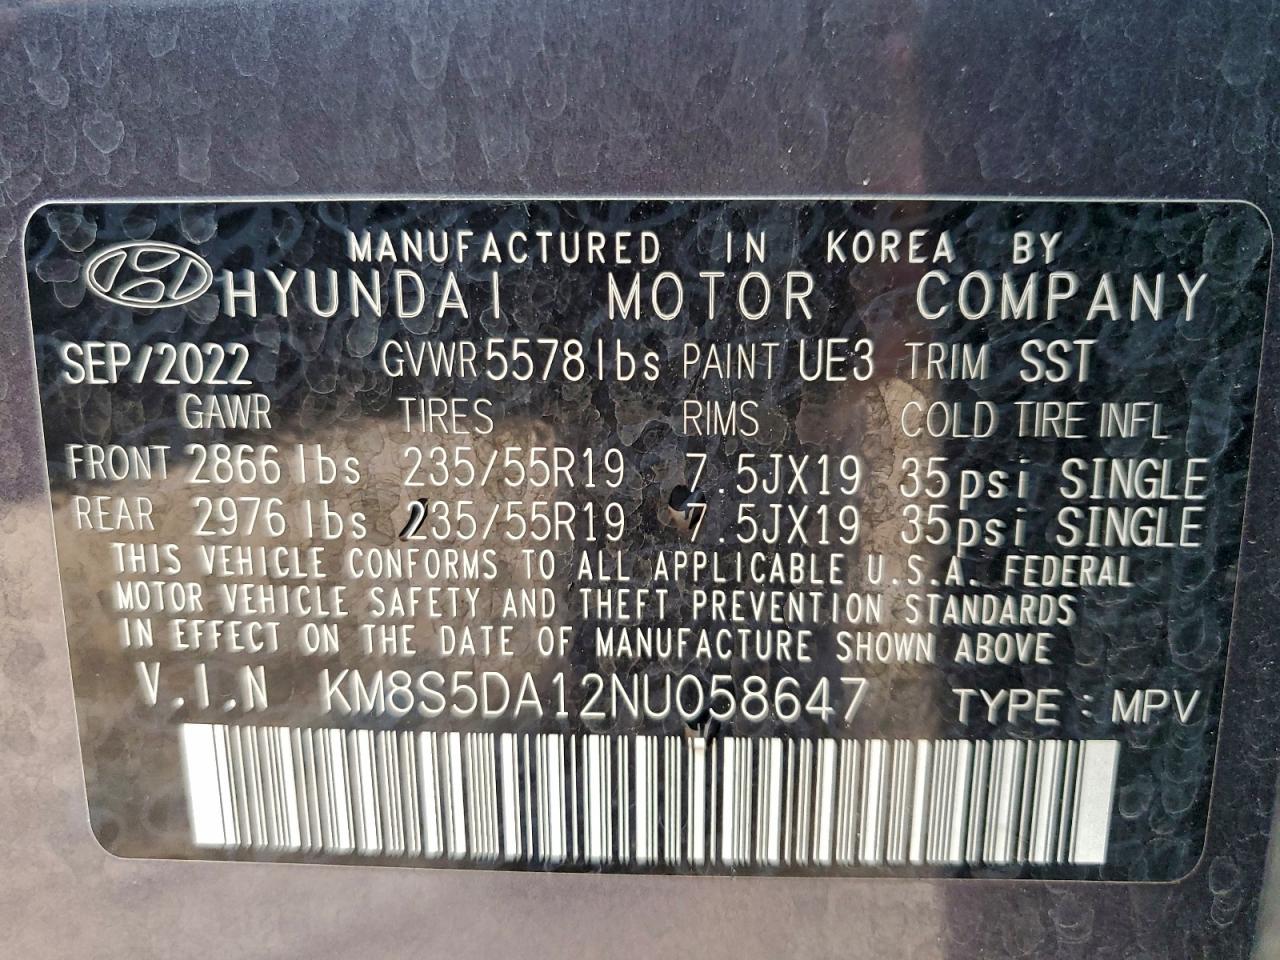 MANUFACTURED IN KOREA BY
HYUNDAI MOTOR COMPANY
SEP/2022 GVWR 5578lbs PAINT UE3 TRIM SST
GAWR TIRES RIMS COLD TIRE INFL
FRONT 2866 lbs 235/55R19 7.5JX19 35psi SINGLE
REAR 2976 lbs 235/55R19 7.5JX19 35psi SINGLE
THIS VEHICLE CONFORMS TO ALL APPLICABLE U.S.A. FEDERAL
MOTOR VEHICLE SAFETY AND THEFT PREVENTION STANDARDS
IN EFFECT ON THE DATE OF MANUFACTURE SHOWN ABOVE
V.I.N KM8S5DA12NU058647 TYPE : MPV